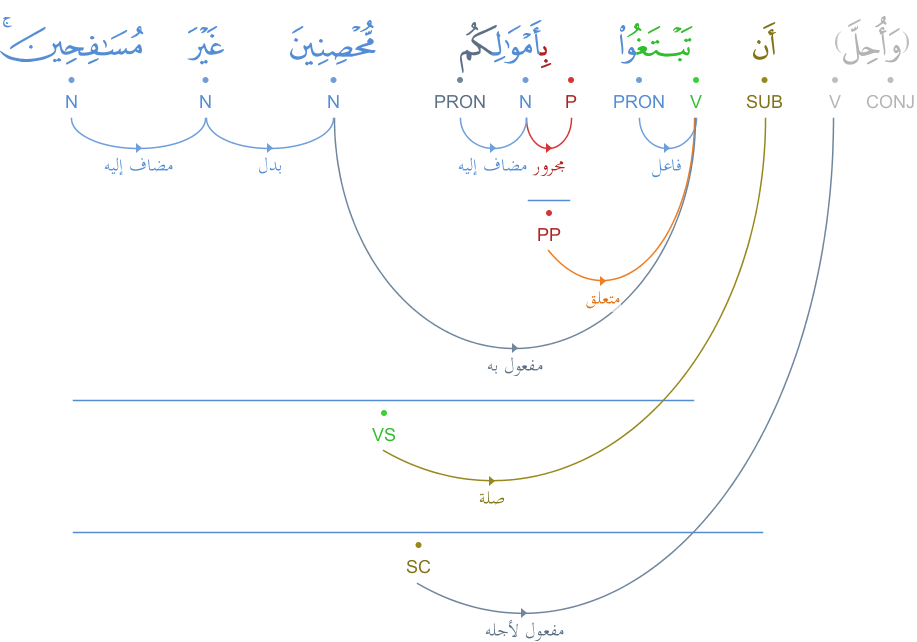 (وَأُحِلَّ) أَن تَبْتَغُوا۟ بِأَمْوَٰلِكُم مُّحْصِنِينَ غَيْرَ مُسَٰفِحِينَ ۚ
CONJ V SUB V PRON P N PRON N N N
فاعل مجرور مضاف إليه بدل مضاف إليه
PP
متعلق
مفعول به
VS
صلة
SC
مفعول لأجله